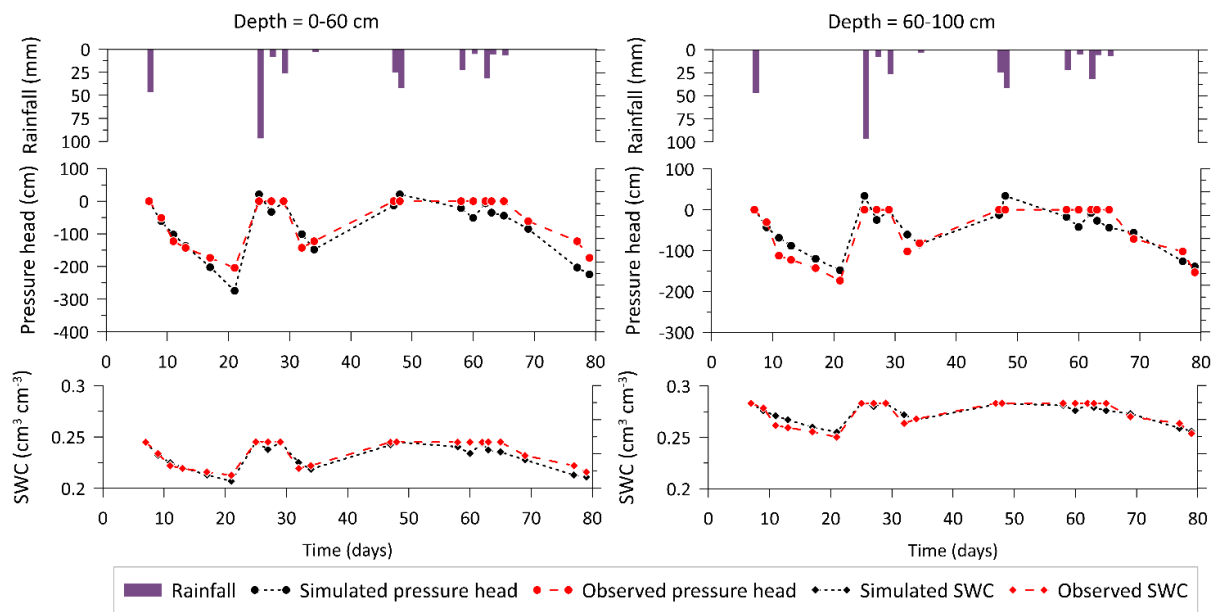 Depth = 0-60 cm
Rainfall (mm)
0
25
50
75
100
Pressure head (cm)
100
0
-100
-200
-300
-400
0 10 20 30 40 50 60 70 80
SWC (cm³ cm⁻³)
0.3
0.25
0.2
0 10 20 30 40 50 60 70 80
Time (days)
Depth = 60-100 cm
Rainfall (mm)
0
25
50
75
100
Pressure head (cm)
100
0
-100
-200
-300
0 10 20 30 40 50 60 70 80
SWC (cm³ cm⁻³)
0.3
0.25
0.2
0 10 20 30 40 50 60 70 80
Time (days)
Rainfall Simulated pressure head Observed pressure head Simulated SWC Observed SWC